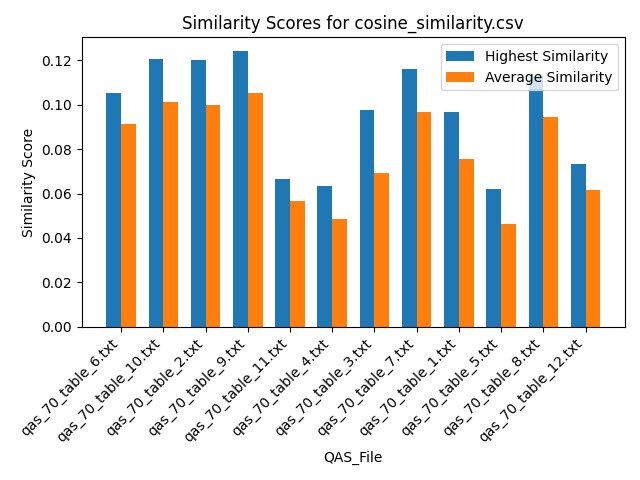 Similarity Scores for cosine_similarity.csv
Highest Similarity
Average Similarity
Similarity Score
0.12
0.10
0.08
0.06
0.04
0.02
0.00
qas_70_table_6.txt
qas_70_table_10.txt
qas_70_table_2.txt
qas_70_table_9.txt
qas_70_table_11.txt
qas_70_table_4.txt
qas_70_table_3.txt
qas_70_table_7.txt
qas_70_table_1.txt
qas_70_table_5.txt
qas_70_table_8.txt
qas_70_table_12.txt
QAS_File